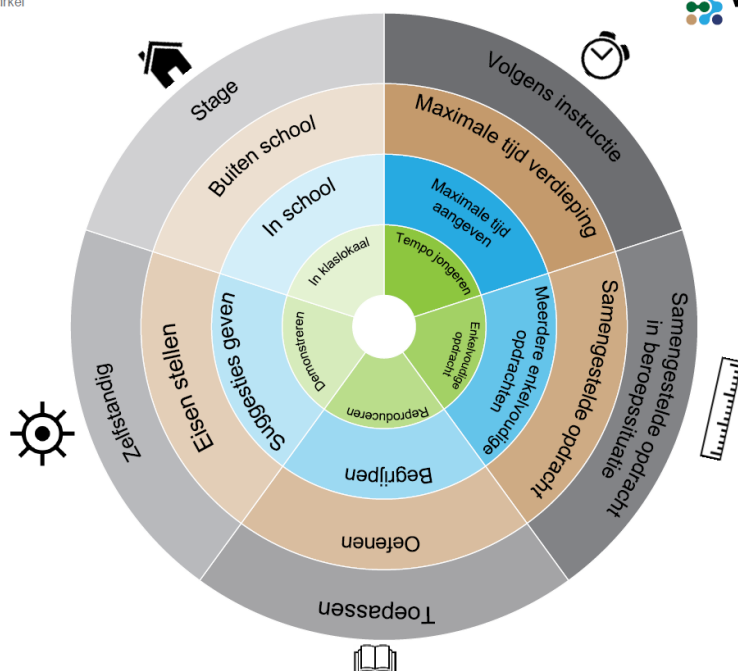 Volgens instructie
Maximale tijd verdieping
Maximale tijd
aangeven
Tempo jongeren
Samengestelde opdracht
in beroepssituatie
Samengestelde opdracht
Meerdere enkelvoudige
opdrachten
Enkelvoudige
opdracht
Toepassen
Oefenen
Begrijpen
Reproduceren
Zelfstandig
Eisen stellen
Suggesties geven
Demonstreren
Stage
Buiten school
In school
In klaslokaal